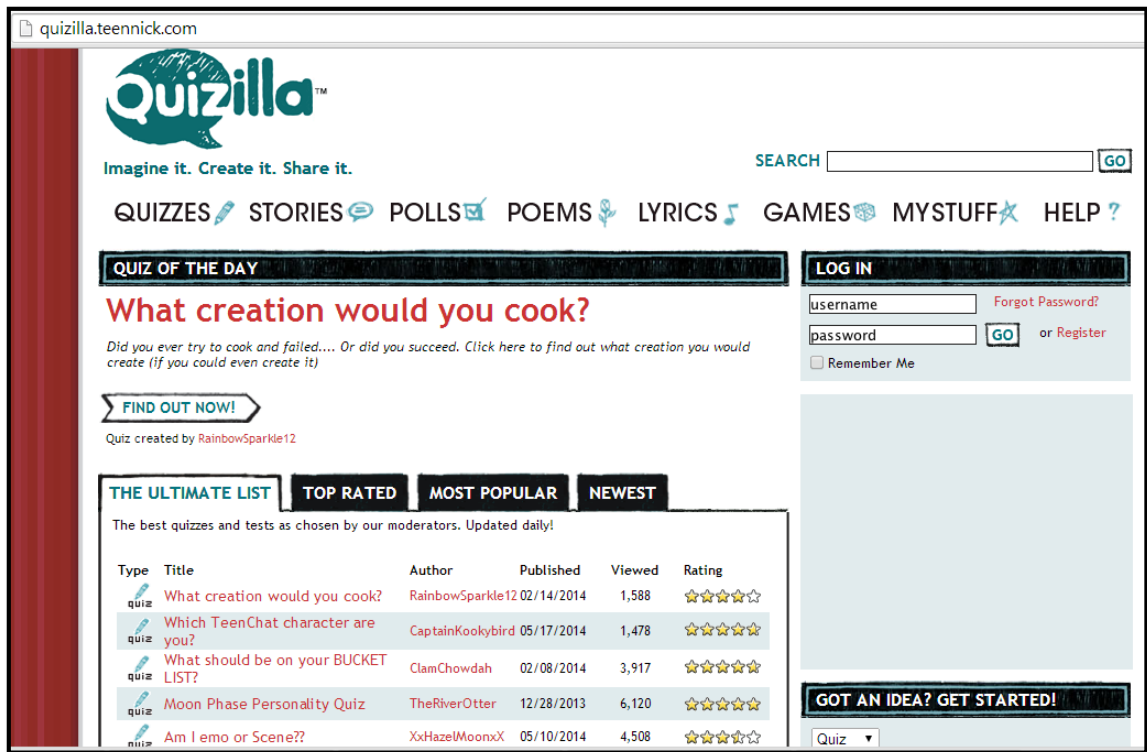 quizilla.teennick.com
Quizilla™
Imagine it. Create it. Share it.
SEARCH GO
QUIZZES STORIES POLLS POEMS LYRICS GAMES MYSTUFF HELP ?
QUIZ OF THE DAY
What creation would you cook?
Did you ever try to cook and failed.... Or did you succeed. Click here to find out what creation you would
create (if you could even create it)
FIND OUT NOW!
Quiz created by RainbowSparkle12
LOG IN
username Forgot Password?
password GO or Register
Remember Me
THE ULTIMATE LIST TOP RATED MOST POPULAR NEWEST
The best quizzes and tests as chosen by our moderators. Updated daily!
Type Title Author Published Viewed Rating
quiz What creation would you cook? RainbowSparkle12 02/14/2014 1,588
quiz Which TeenChat character are
you? CaptainKookybird 05/17/2014 1,478
quiz What should be on your BUCKET
LIST? ClamChowdah 02/08/2014 3,917
quiz Moon Phase Personality Quiz TheRiverOtter 12/28/2013 6,120
quiz Am I emo or Scene?? XxHazelMoonxX 05/10/2014 4,508
GOT AN IDEA? GET STARTED!
Quiz